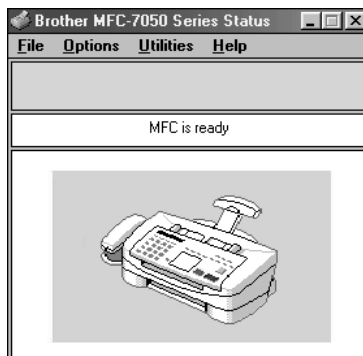 Brother MFC-7050 Series Status
File Options Utilities Help
MFC is ready